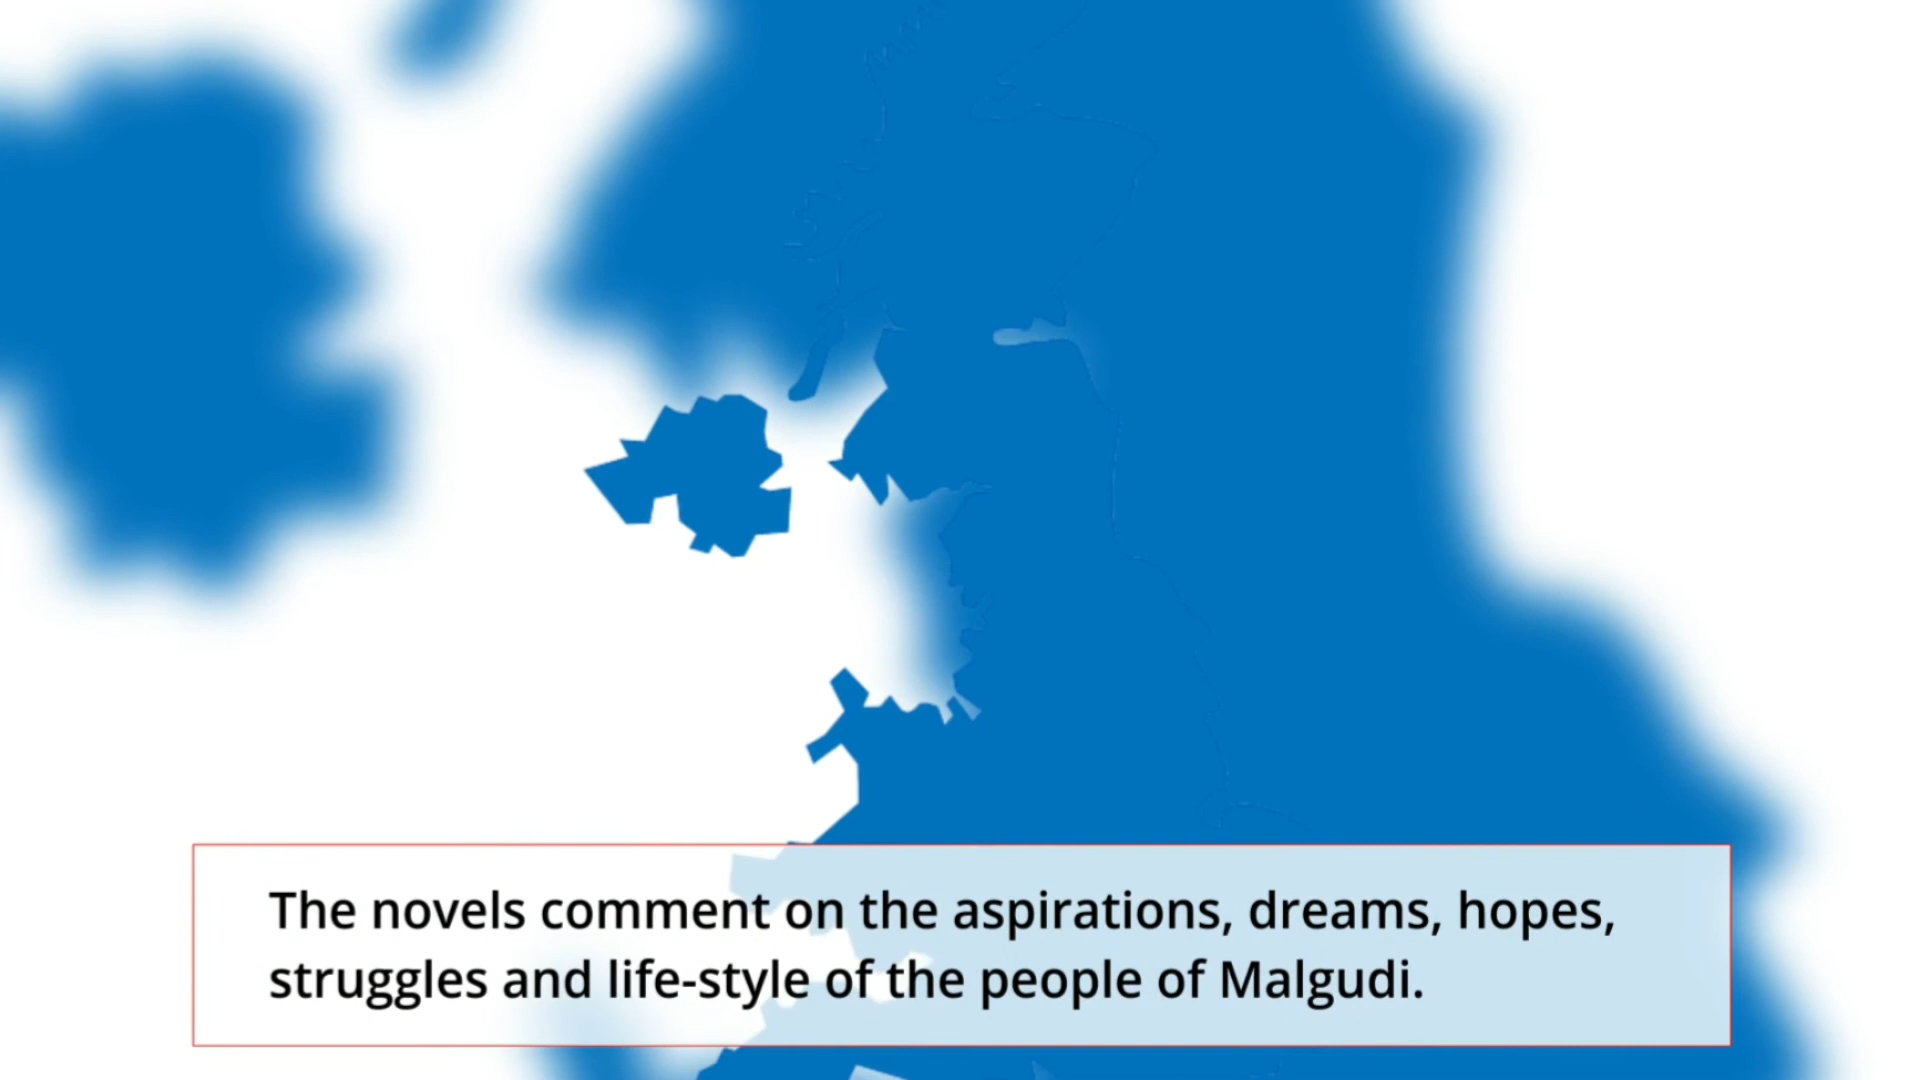 The novels comment on the aspirations, dreams, hopes,
struggles and life-style of the people of Malgudi.